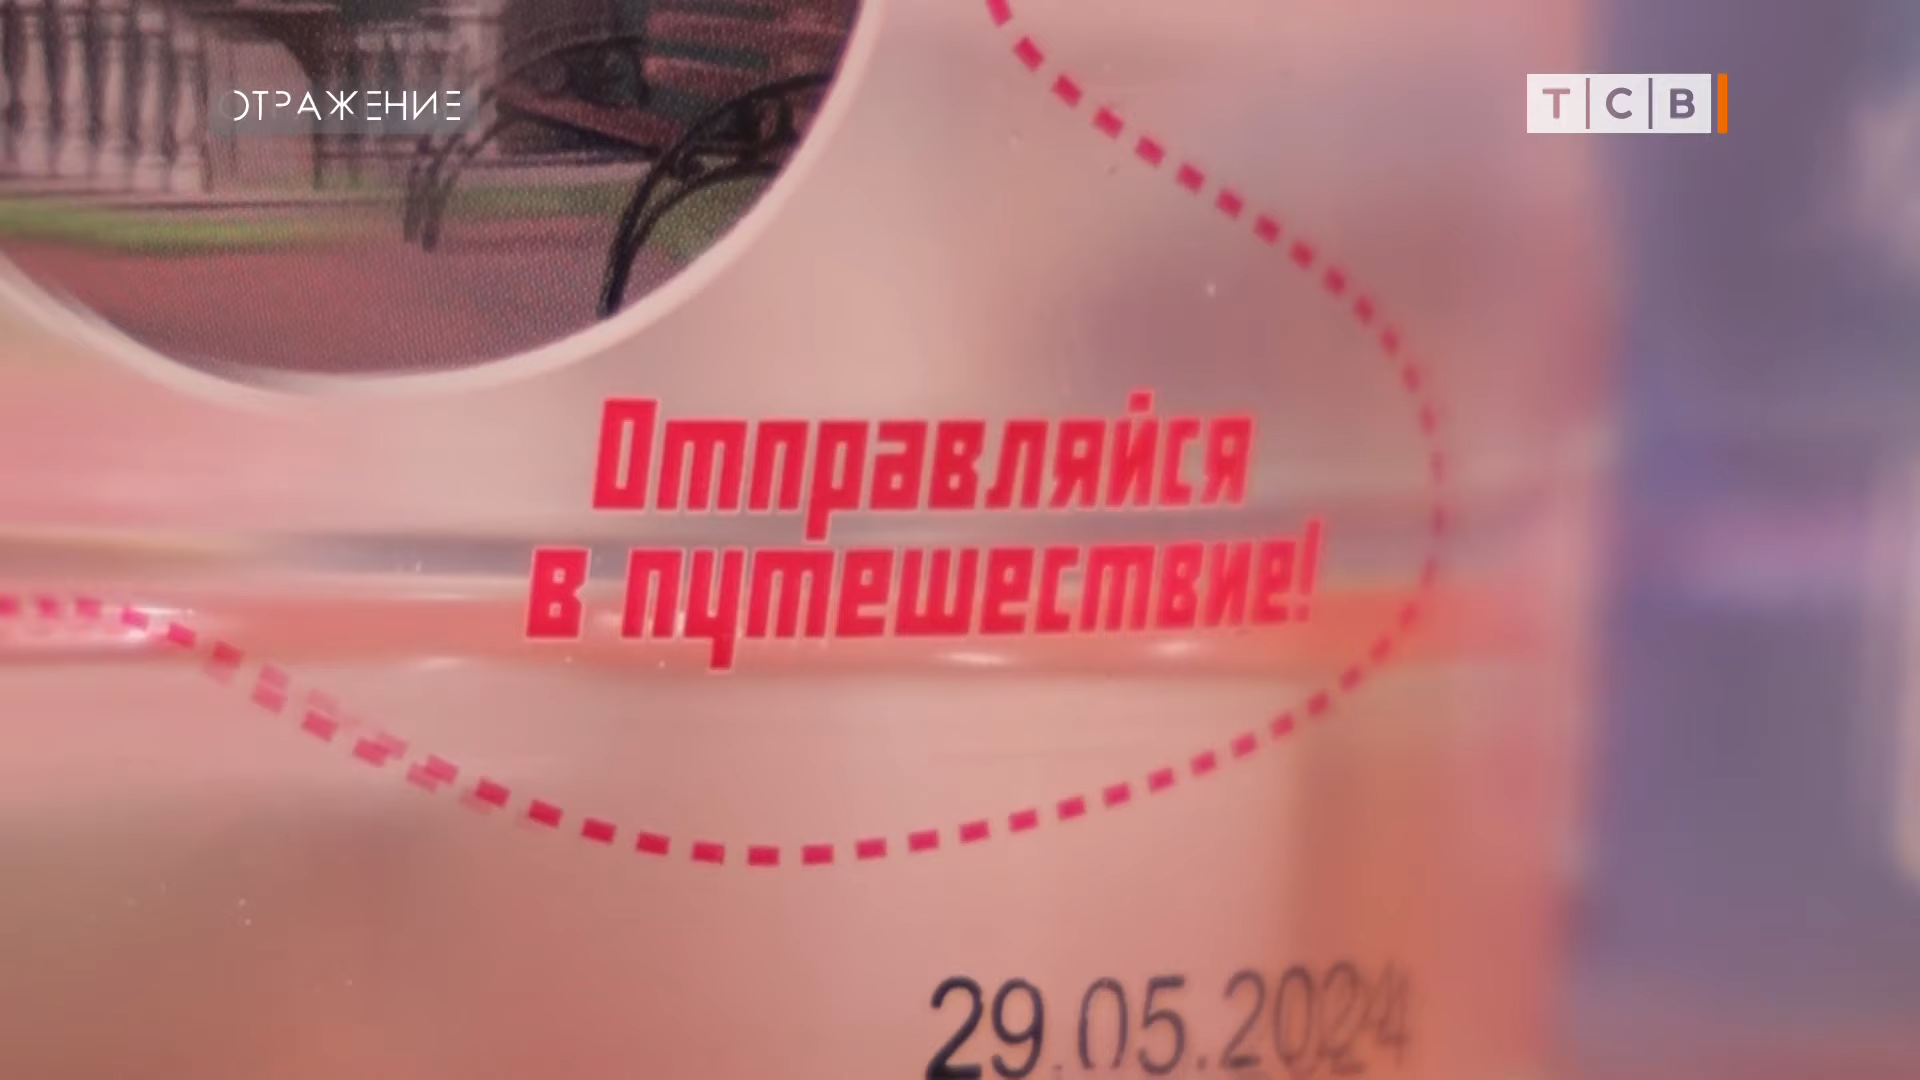 ОТРАЖЕНИЕ
ТСВ
Отправляйся
в путешествие!
29.05.2024